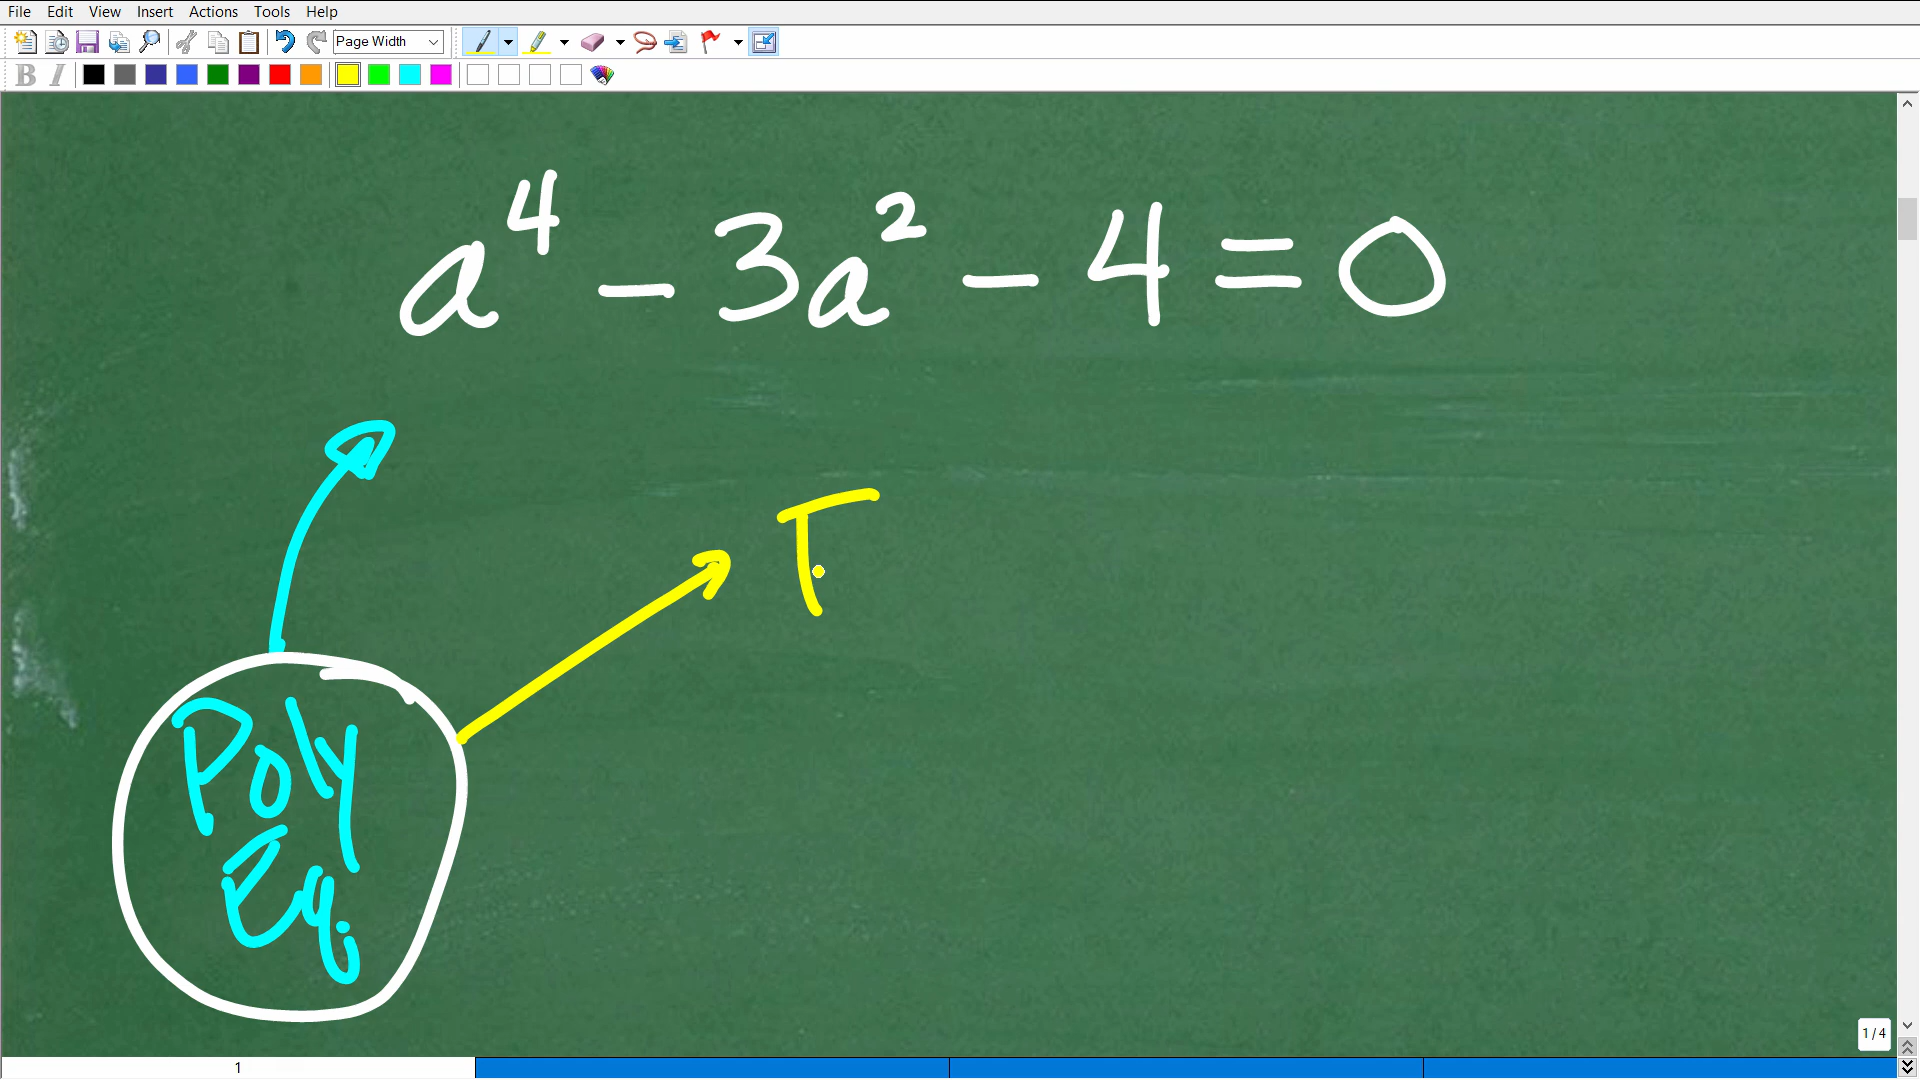 File Edit View Insert Actions Tools Help
Page Width
B I
a⁴ - 3a² - 4 = 0
Poly
Eq.
1 / 4
1